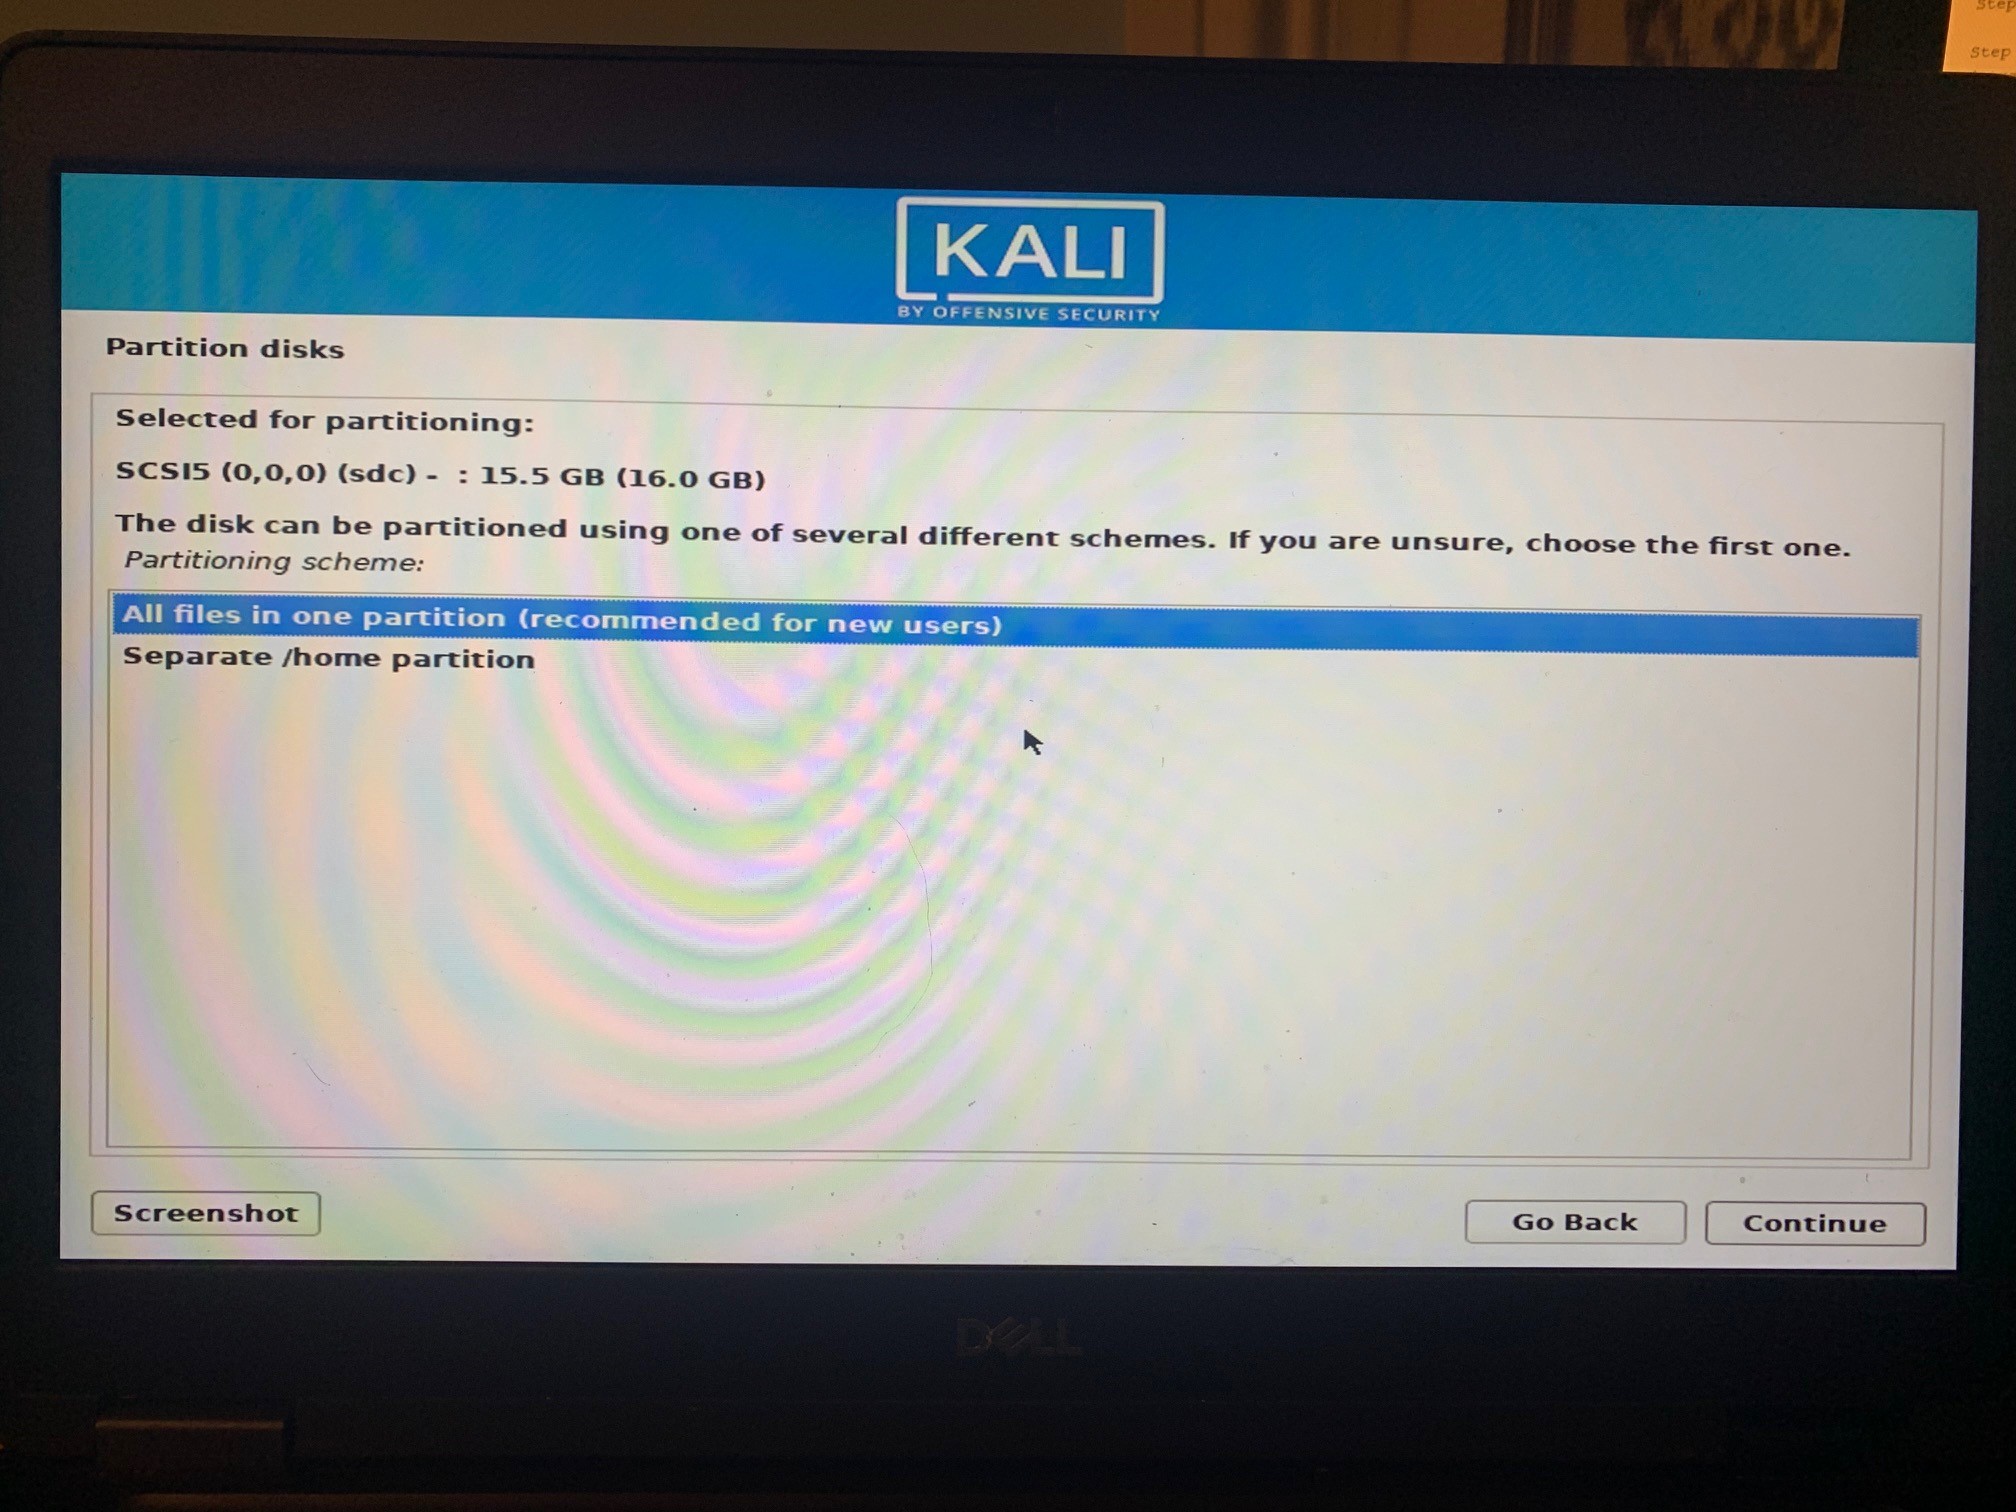 Step
Step
KALI
BY OFFENSIVE SECURITY
Partition disks
Selected for partitioning:
SCSI5 (0,0,0) (sdc) -  : 15.5 GB (16.0 GB)
The disk can be partitioned using one of several different schemes. If you are unsure, choose the first one.
Partitioning scheme:
All files in one partition (recommended for new users)
Separate /home partition
Screenshot
Go Back
Continue
DELL